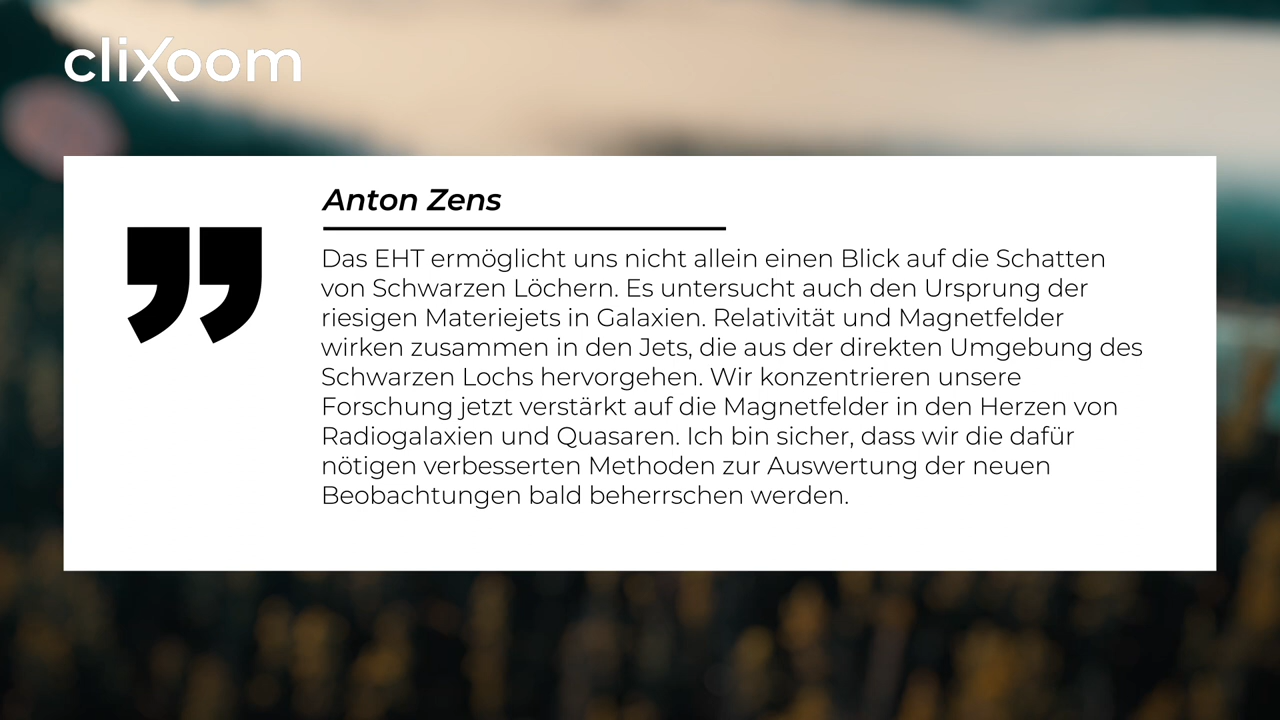 clixoom
Anton Zens
Das EHT ermöglicht uns nicht allein einen Blick auf die Schatten
von Schwarzen Löchern. Es untersucht auch den Ursprung der
riesigen Materiejets in Galaxien. Relativität und Magnetfelder
wirken zusammen in den Jets, die aus der direkten Umgebung des
Schwarzen Lochs hervorgehen. Wir konzentrieren unsere
Forschung jetzt verstärkt auf die Magnetfelder in den Herzen von
Radiogalaxien und Quasaren. Ich bin sicher, dass wir die dafür
nötigen verbesserten Methoden zur Auswertung der neuen
Beobachtungen bald beherrschen werden.